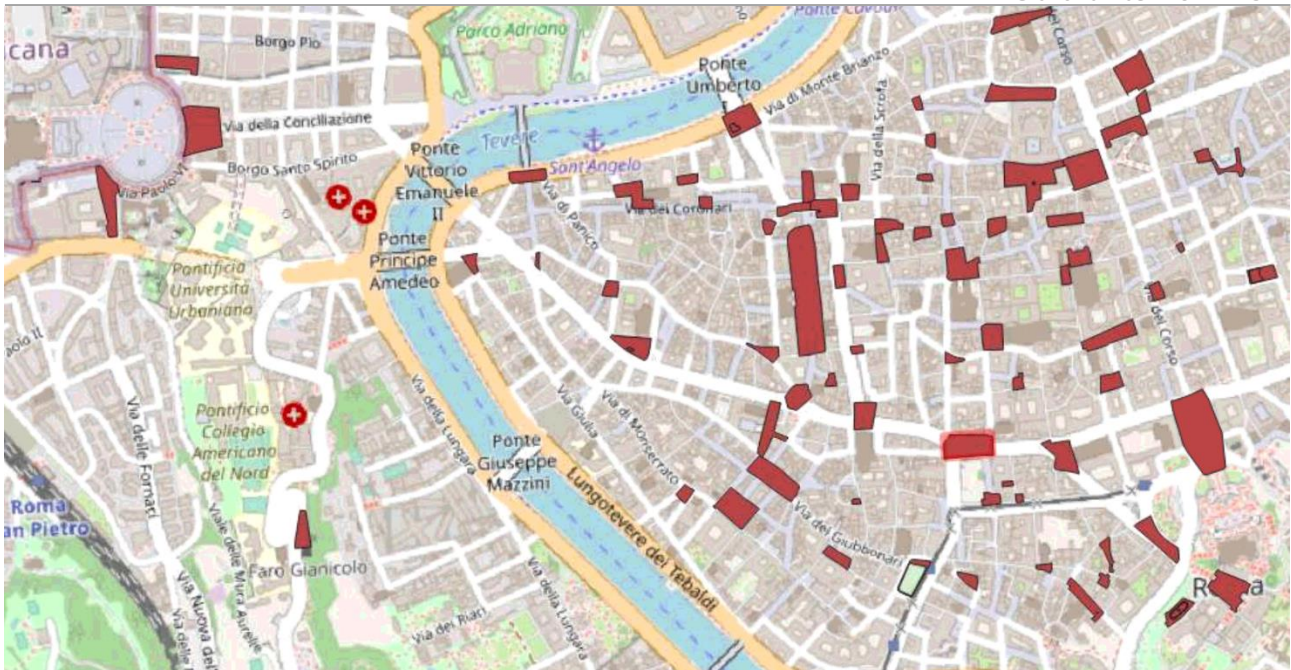 Ponte Cavour
cana
Borgo Pio
Parco Adriano
del Corso
Ponte
Umberto
I
Via di Monte Brianzo
Via della Scrofa
Via della Conciliazione
Tevere
Sant'Angelo
Borgo Santo Spirito
Via Paolo VI
Ponte
Vittorio
Emanuele
II
Via di Panico
Via dei Coronari
Ponte
Principe
Amedeo
Pontificia
Università
Urbaniana
aolo II
Via del Corso
Via delle Fornaci
Pontificio
Collegio
Americano
del Nord
Via della Lungara
Via Giulia
Via di Monserrato
Ponte
Giuseppe
Mazzini
Lungotevere dei Tebaldi
Roma
an Pietro
Viale delle Mura Aurelie
Via dei Giubbonari
Faro Gianicolo
Via Nuova del
Via delle
Via dei Riari
Via della Lungara